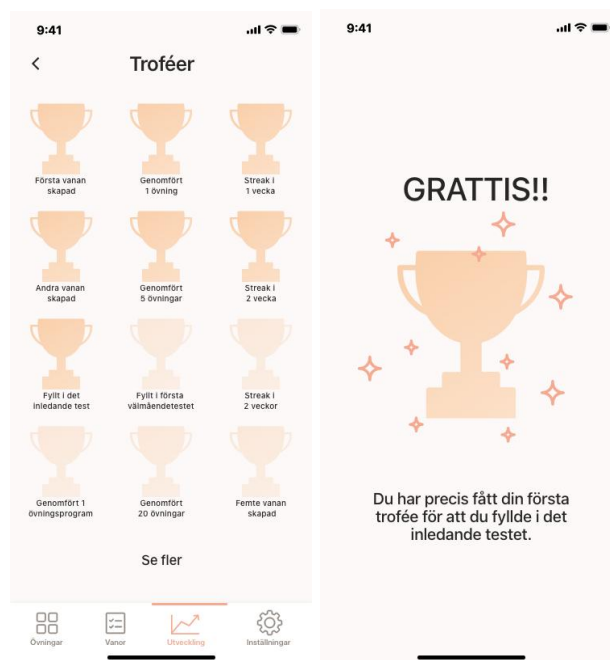 9:41
Troféer
Första vanan
skapad
Genomfört
1 övning
Streak i
1 vecka
Andra vanan
skapad
Genomfört
5 övningar
Streak i
2 vecka
Fyllt i det
inledande test
Fyllt i första
välmåendetestet
Streak i
2 veckor
Genomfört 1
övningsprogram
Genomfört
20 övningar
Femte vanan
skapad
Se fler
Övningar
Vanor
Utveckling
Inställningar
9:41
GRATTIS!!
Du har precis fått din första
trofée för att du fyllde i det
inledande testet.